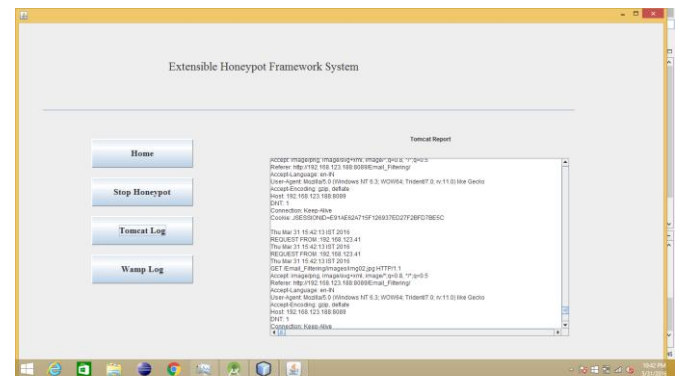 Extensible Honeypot Framework System
Tomcat Report
Home
Stop Honeypot
Tomcat Log
Wamp Log
Accept: image/png, image/svg+xml, image/*;q=0.8, */*;q=0.5
Referer: http://192.168.123.188:8089/Email_Filtering/
Accept-Language: en-IN
User-Agent: Mozilla/5.0 (Windows NT 6.3; WOW64; Trident/7.0; rv:11.0) like Gecko
Accept-Encoding: gzip, deflate
Host: 192.168.123.188:8089
DNT: 1
Connection: Keep-Alive
Cookie: JSESSIONID=
Thu Mar 31 15:42:13 IST 2016
REQUEST FROM :192.168.123.41
Thu Mar 31 15:42:13 IST 2016
REQUEST FROM :192.168.123.41
Thu Mar 31 15:42:13 IST 2016
GET /Email_Filtering/images/img02.jpg HTTP/1.1
Accept: image/png, image/svg+xml, image/*;q=0.8, */*;q=0.5
Referer: http://192.168.123.188:8089/Email_Filtering/
Accept-Language: en-IN
User-Agent: Mozilla/5.0 (Windows NT 6.3; WOW64; Trident/7.0; rv:11.0) like Gecko
Accept-Encoding: gzip, deflate
Host: 192.168.123.188:8089
DNT: 1
Connection: Keep-Alive
10:42 PM
3/31/2016